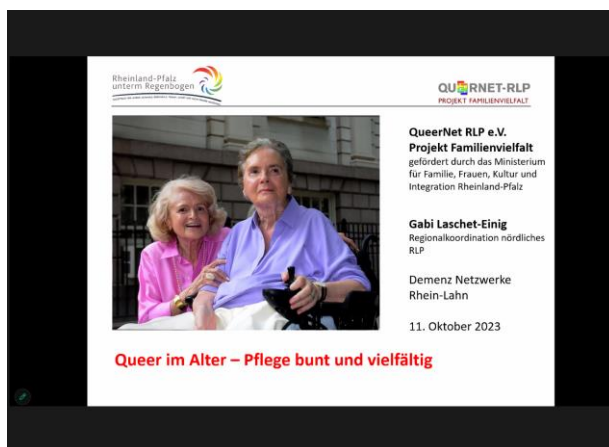 Rheinland-Pfalz
unterm Regenbogen
QUEERNET-RLP
PROJEKT FAMILIENVIELFALT
QueerNet RLP e.V.
Projekt Familienvielfalt
gefördert durch das Ministerium
für Familie, Frauen, Kultur und
Integration Rheinland-Pfalz
Gabi Laschet-Einig
Regionalkoordination nördliches
RLP
Demenz Netzwerke
Rhein-Lahn
11. Oktober 2023
Queer im Alter – Pflege bunt und vielfältig